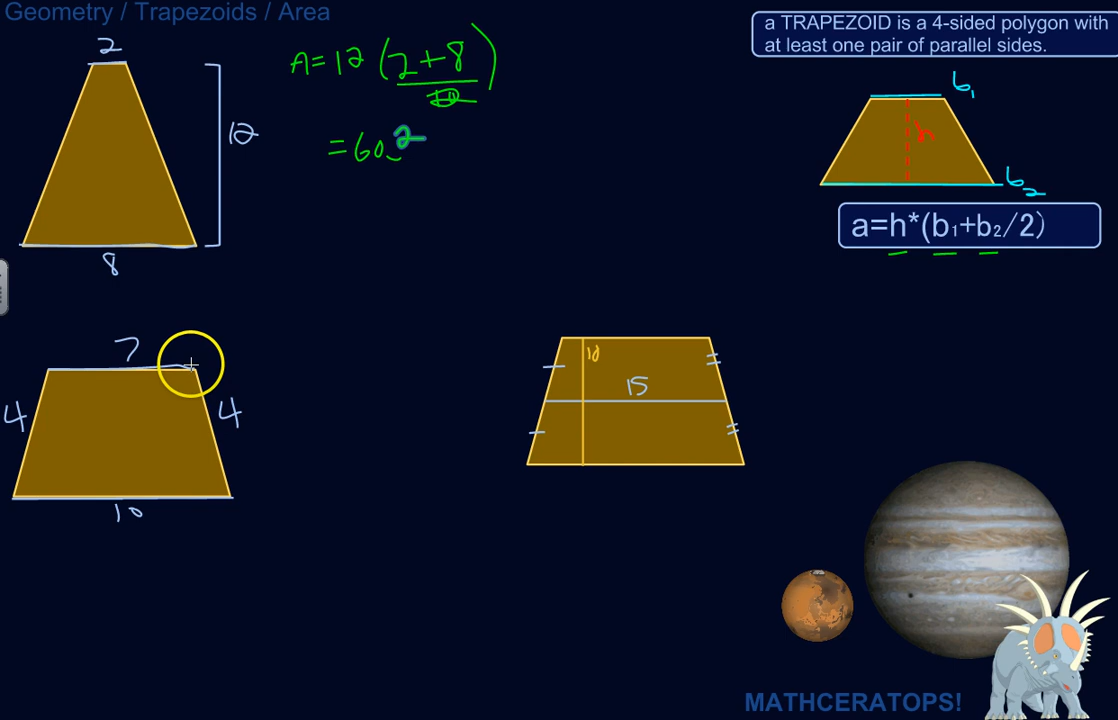 Geometry / Trapezoids / Area
a TRAPEZOID is a 4-sided polygon with
at least one pair of parallel sides.
2
12
8
A=12 (2+8)
=60 2
b1
h
b2
a=h*(b1+b2/2)
7
4
4
10
10
15
MATHCERATOPS!